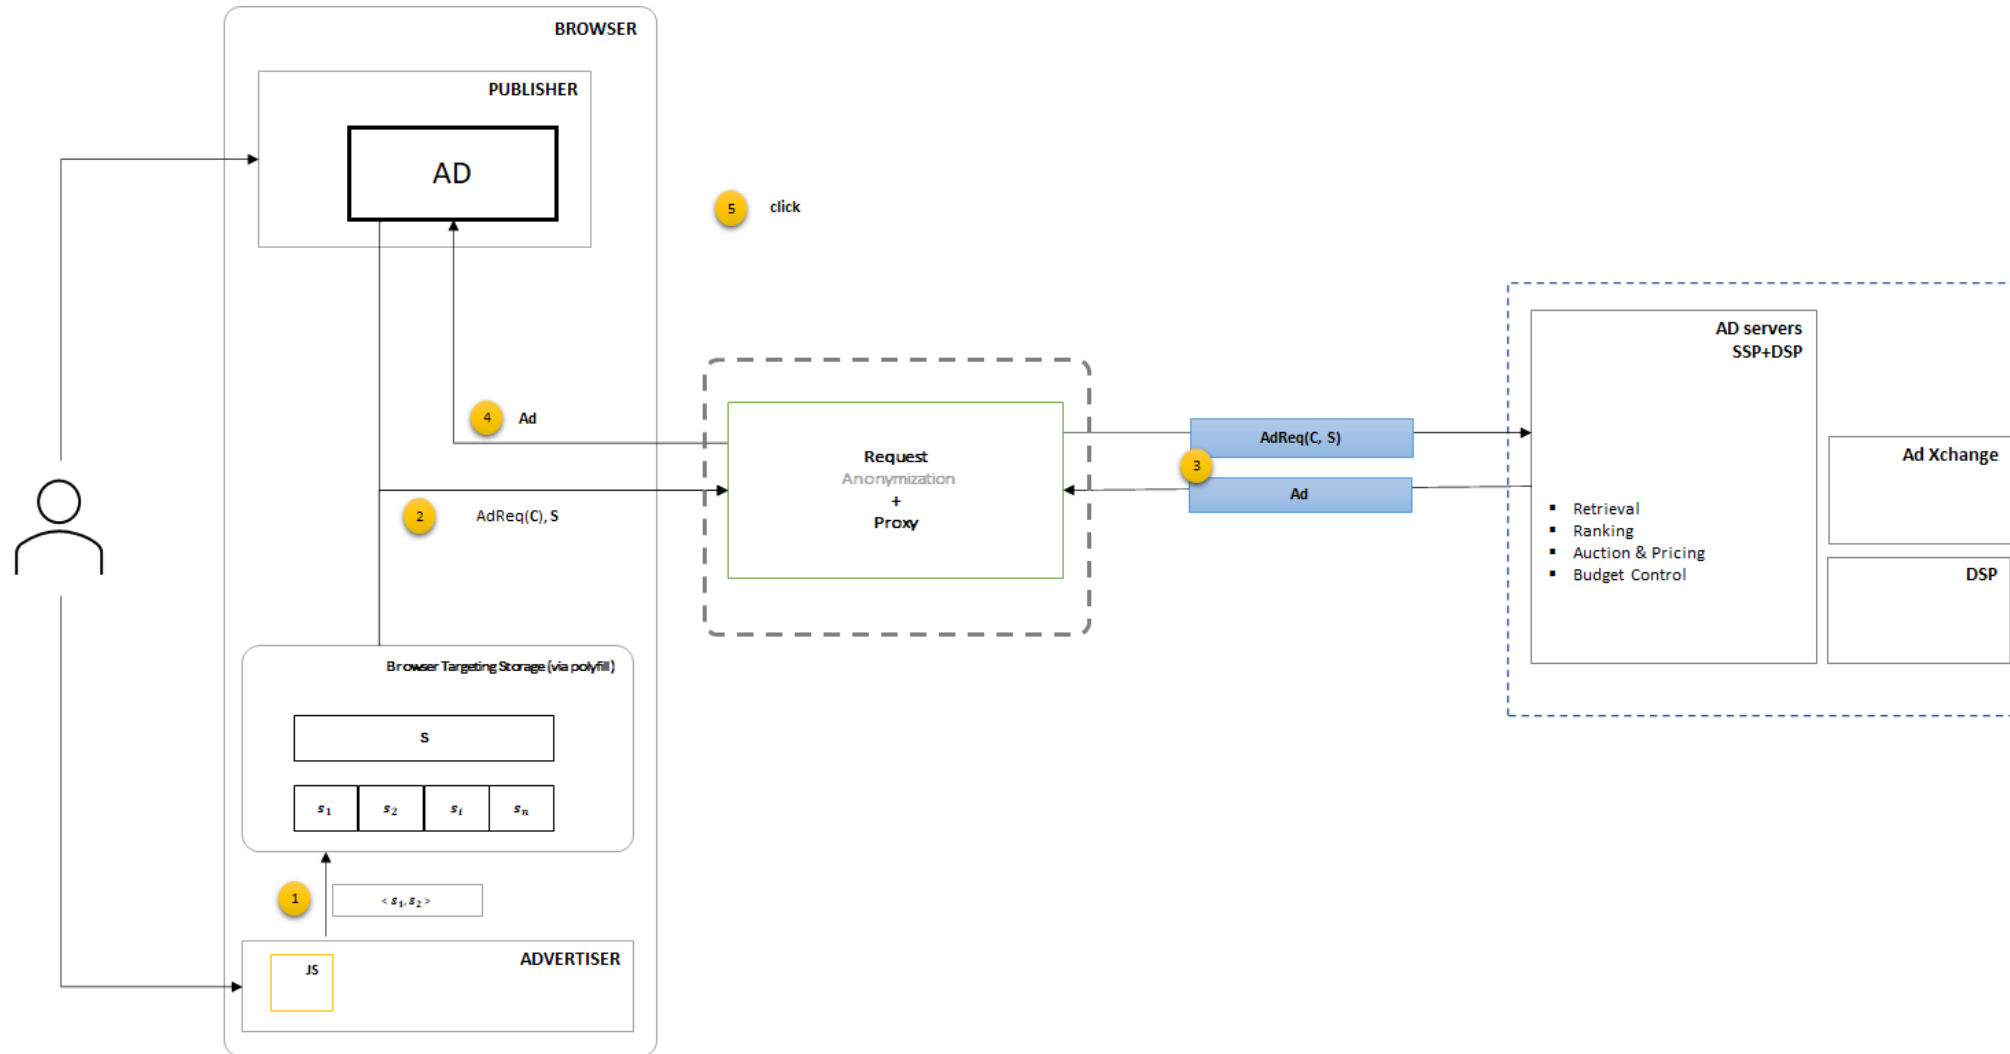 BROWSER
PUBLISHER
AD
5 click
AD servers
SSP+DSP
4 Ad
Request
Anonymization
+
Proxy
AdReq(C, S)
3
Ad
Ad Xchange
2 AdReq(C), S
▪ Retrieval
▪ Ranking
▪ Auction & Pricing
▪ Budget Control
DSP
Browser Targeting Storage (via polyfill)
S
s₁ s₂ sᵢ sₙ
1 < s₁, s₂ >
ADVERTISER
JS